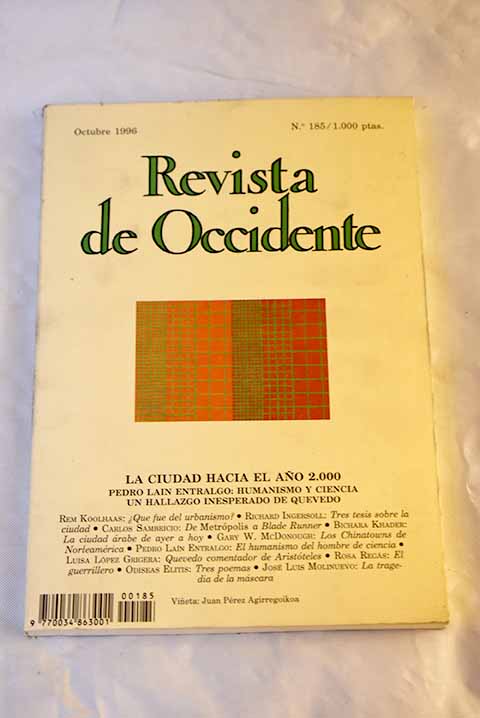 Octubre 1996 N.º 185/1.000 ptas.
Revista
de Occidente
LA CIUDAD HACIA EL AÑO 2.000
PEDRO LAIN ENTRALGO: HUMANISMO Y CIENCIA
UN HALLAZGO INESPERADO DE QUEVEDO
REM KOOLHAAS: ¿Que fue del urbanismo? • RICHARD INGERSOLL: Tres tesis sobre la
ciudad • CARLOS SAMBRICIO: De Metrópolis a Blade Runner • BICHARA KHADER:
La ciudad árabe de ayer a hoy • GARY W. MCDONOUGH: Los Chinatowns de
Norteamérica • PEDRO LAIN ENTRALGO: El humanismo del hombre de ciencia •
LUISA LÓPEZ GRIGERA: Quevedo comentador de Aristóteles • ROSA REGAS: El
guerrillero • ODISEAS ELITIS: Tres poemas • JOSÉ LUIS MOLINUEVO: La trage-
dia de la máscara
00185
9 770034 863001
Viñeta: Juan Pérez Agirregoikoa